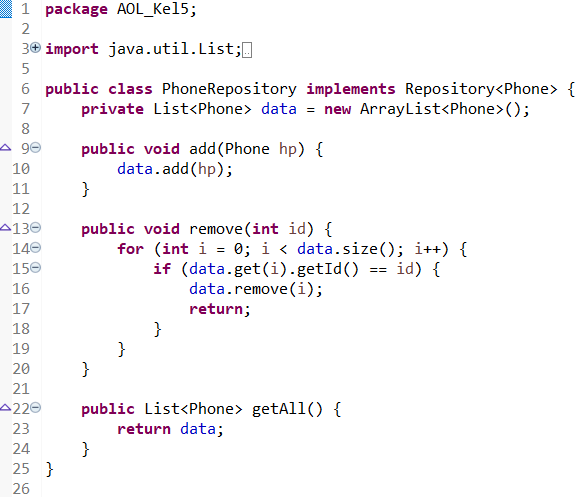 1 package AOL_Kel5;
2
3 import java.util.List;
5
6 public class PhoneRepository implements Repository<Phone> {
7     private List<Phone> data = new ArrayList<Phone>();
8
9     public void add(Phone hp) {
10         data.add(hp);
11     }
12
13     public void remove(int id) {
14         for (int i = 0; i < data.size(); i++) {
15             if (data.get(i).getId() == id) {
16                 data.remove(i);
17                 return;
18             }
19         }
20     }
21
22     public List<Phone> getAll() {
23         return data;
24     }
25 }
26